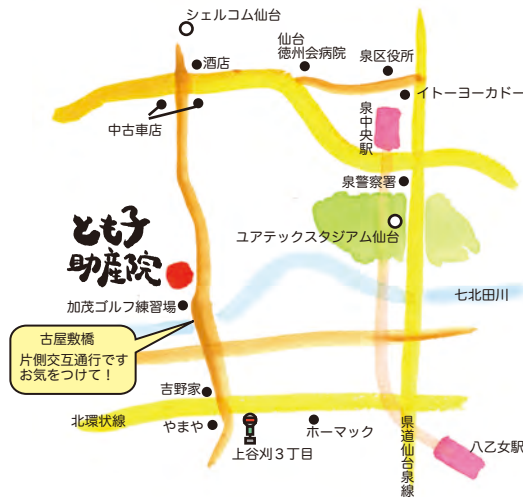 シェルコム仙台
酒店
仙台
徳州会病院
泉区役所
イトーヨーカドー
中古車店
泉中央駅
泉警察署
ユアテックスタジアム仙台
とも子
助産院
七北田川
加茂ゴルフ練習場
古屋敷橋
片側交互通行です
お気をつけて！
吉野家
北環状線
やまや
上谷刈３丁目
ホーマック
県道仙台泉線
八乙女駅